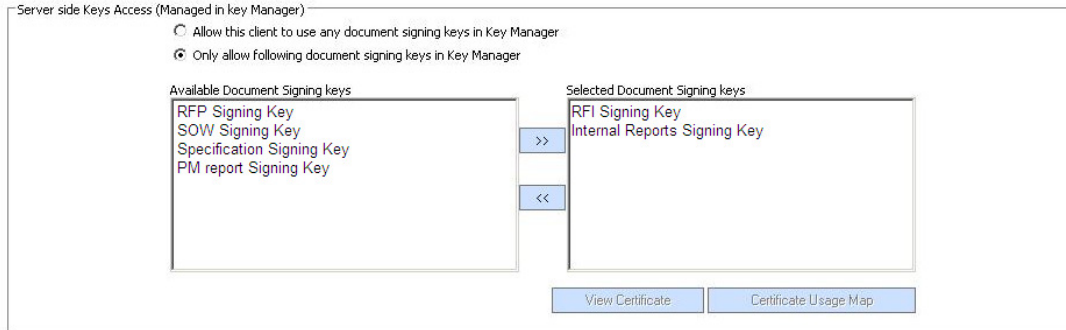 Server side Keys Access (Managed in key Manager)
Allow this client to use any document signing keys in Key Manager
Only allow following document signing keys in Key Manager
Available Document Signing keys
RFP Signing Key
SOW Signing Key
Specification Signing Key
PM report Signing Key
>>
<<
Selected Document Signing keys
RFI Signing Key
Internal Reports Signing Key
View Certificate
Certificate Usage Map